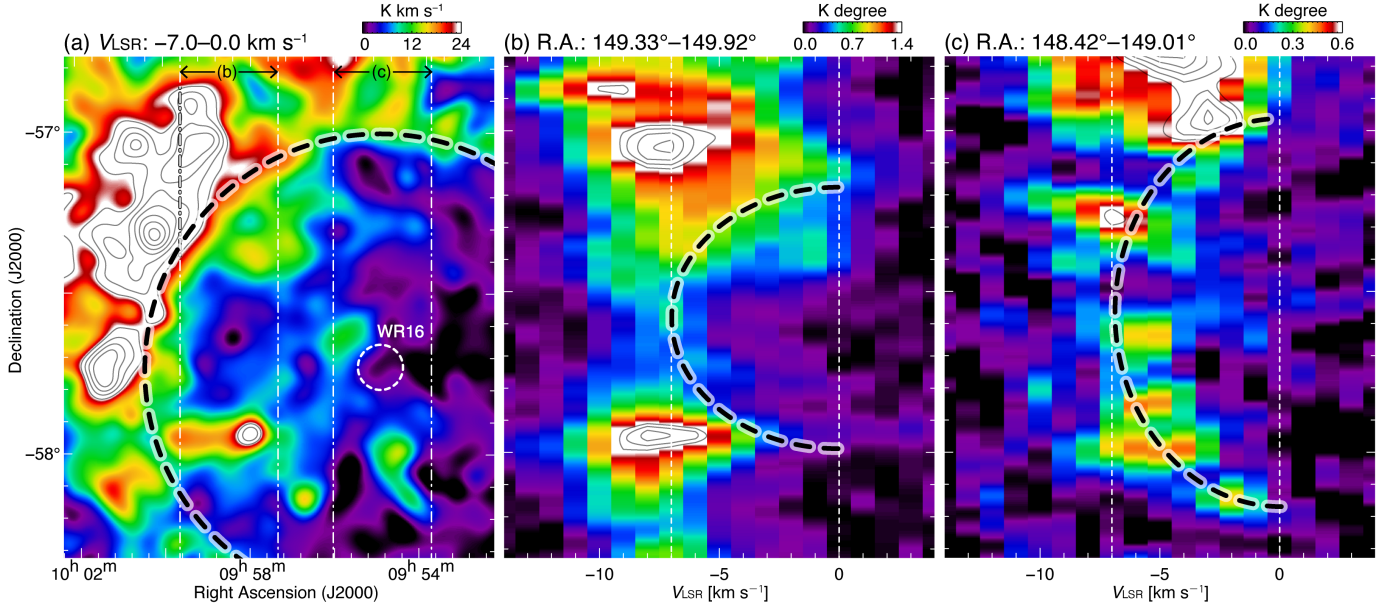 K km s⁻¹
0 12 24
(a) VLSR: −7.0–0.0 km s⁻¹
(b) (c)
WR16
−57°
−58°
Declination (J2000)
10ʰ 02ᵐ 09ʰ 58ᵐ 09ʰ 54ᵐ
Right Ascension (J2000)
K degree
0.0 0.7 1.4
(b) R.A.: 149.33°–149.92°
−10 −5 0
VLSR [km s⁻¹]
K degree
0.0 0.3 0.6
(c) R.A.: 148.42°–149.01°
−10 −5 0
VLSR [km s⁻¹]